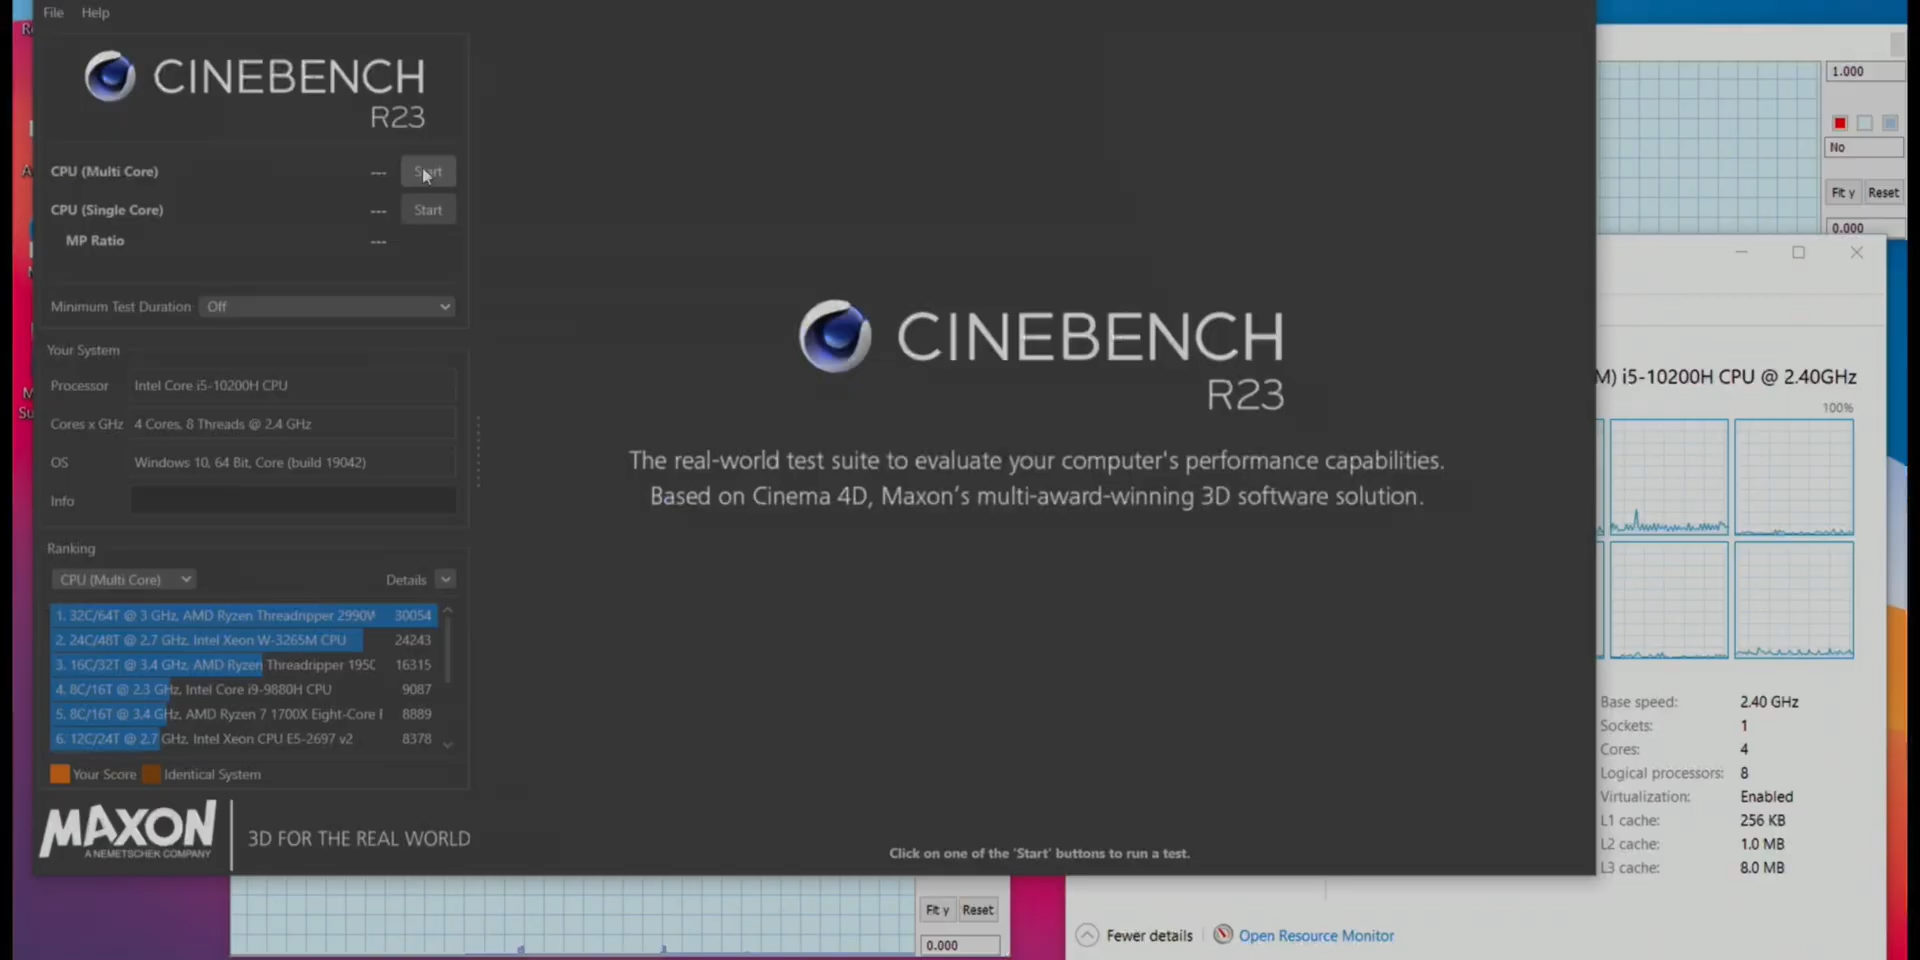 File Help
CINEBENCH
R23
CPU (Multi Core) ---
CPU (Single Core) --- Start
MP Ratio ---
Minimum Test Duration Off
Your System
Processor Intel Core i5-10200H CPU
Cores x GHz 4 Cores, 8 Threads @ 2.4 GHz
OS Windows 10, 64 Bit, Core (build 19042)
Info
Ranking
CPU (Multi Core) Details
1. 32C/64T @ 3 GHz, AMD Ryzen Threadripper 30054
2. 24C/48T @ 2.7 GHz, Intel Xeon W-3265M CPU 24243
3. 16C/32T @ 3.4 GHz, AMD Ryzen Threadripper 16315
4. 8C/16T @ 2.3 GHz, Intel Core i9-9880H CPU 9087
5. 8C/16T @ 3.4 GHz, AMD Ryzen 7 1700X Eight-Core 8889
6. 12C/24T @ 2.7 GHz, Intel Xeon CPU E5-2697 v2 8378
Your Score Identical System
MAXON
A NEMETSCHEK COMPANY
3D FOR THE REAL WORLD
CINEBENCH
R23
The real-world test suite to evaluate your computer's performance capabilities.
Based on Cinema 4D, Maxon's multi-award-winning 3D software solution.
Click on one of the 'Start' buttons to run a test.
1.000
No
Fit y Reset
0.000
M) i5-10200H CPU @ 2.40GHz
100%
Base speed: 2.40 GHz
Sockets: 1
Cores: 4
Logical processors: 8
Virtualization: Enabled
L1 cache: 256 KB
L2 cache: 1.0 MB
L3 cache: 8.0 MB
Fit y Reset
0.000
Fewer details Open Resource Monitor